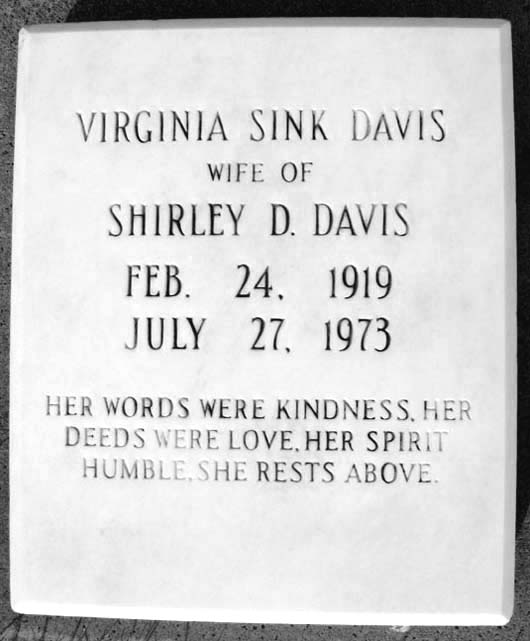 VIRGINIA SINK DAVIS
WIFE OF
SHIRLEY D. DAVIS
FEB. 24, 1919
JULY 27, 1973
HER WORDS WERE KINDNESS, HER
DEEDS WERE LOVE, HER SPIRIT
HUMBLE, SHE RESTS ABOVE.